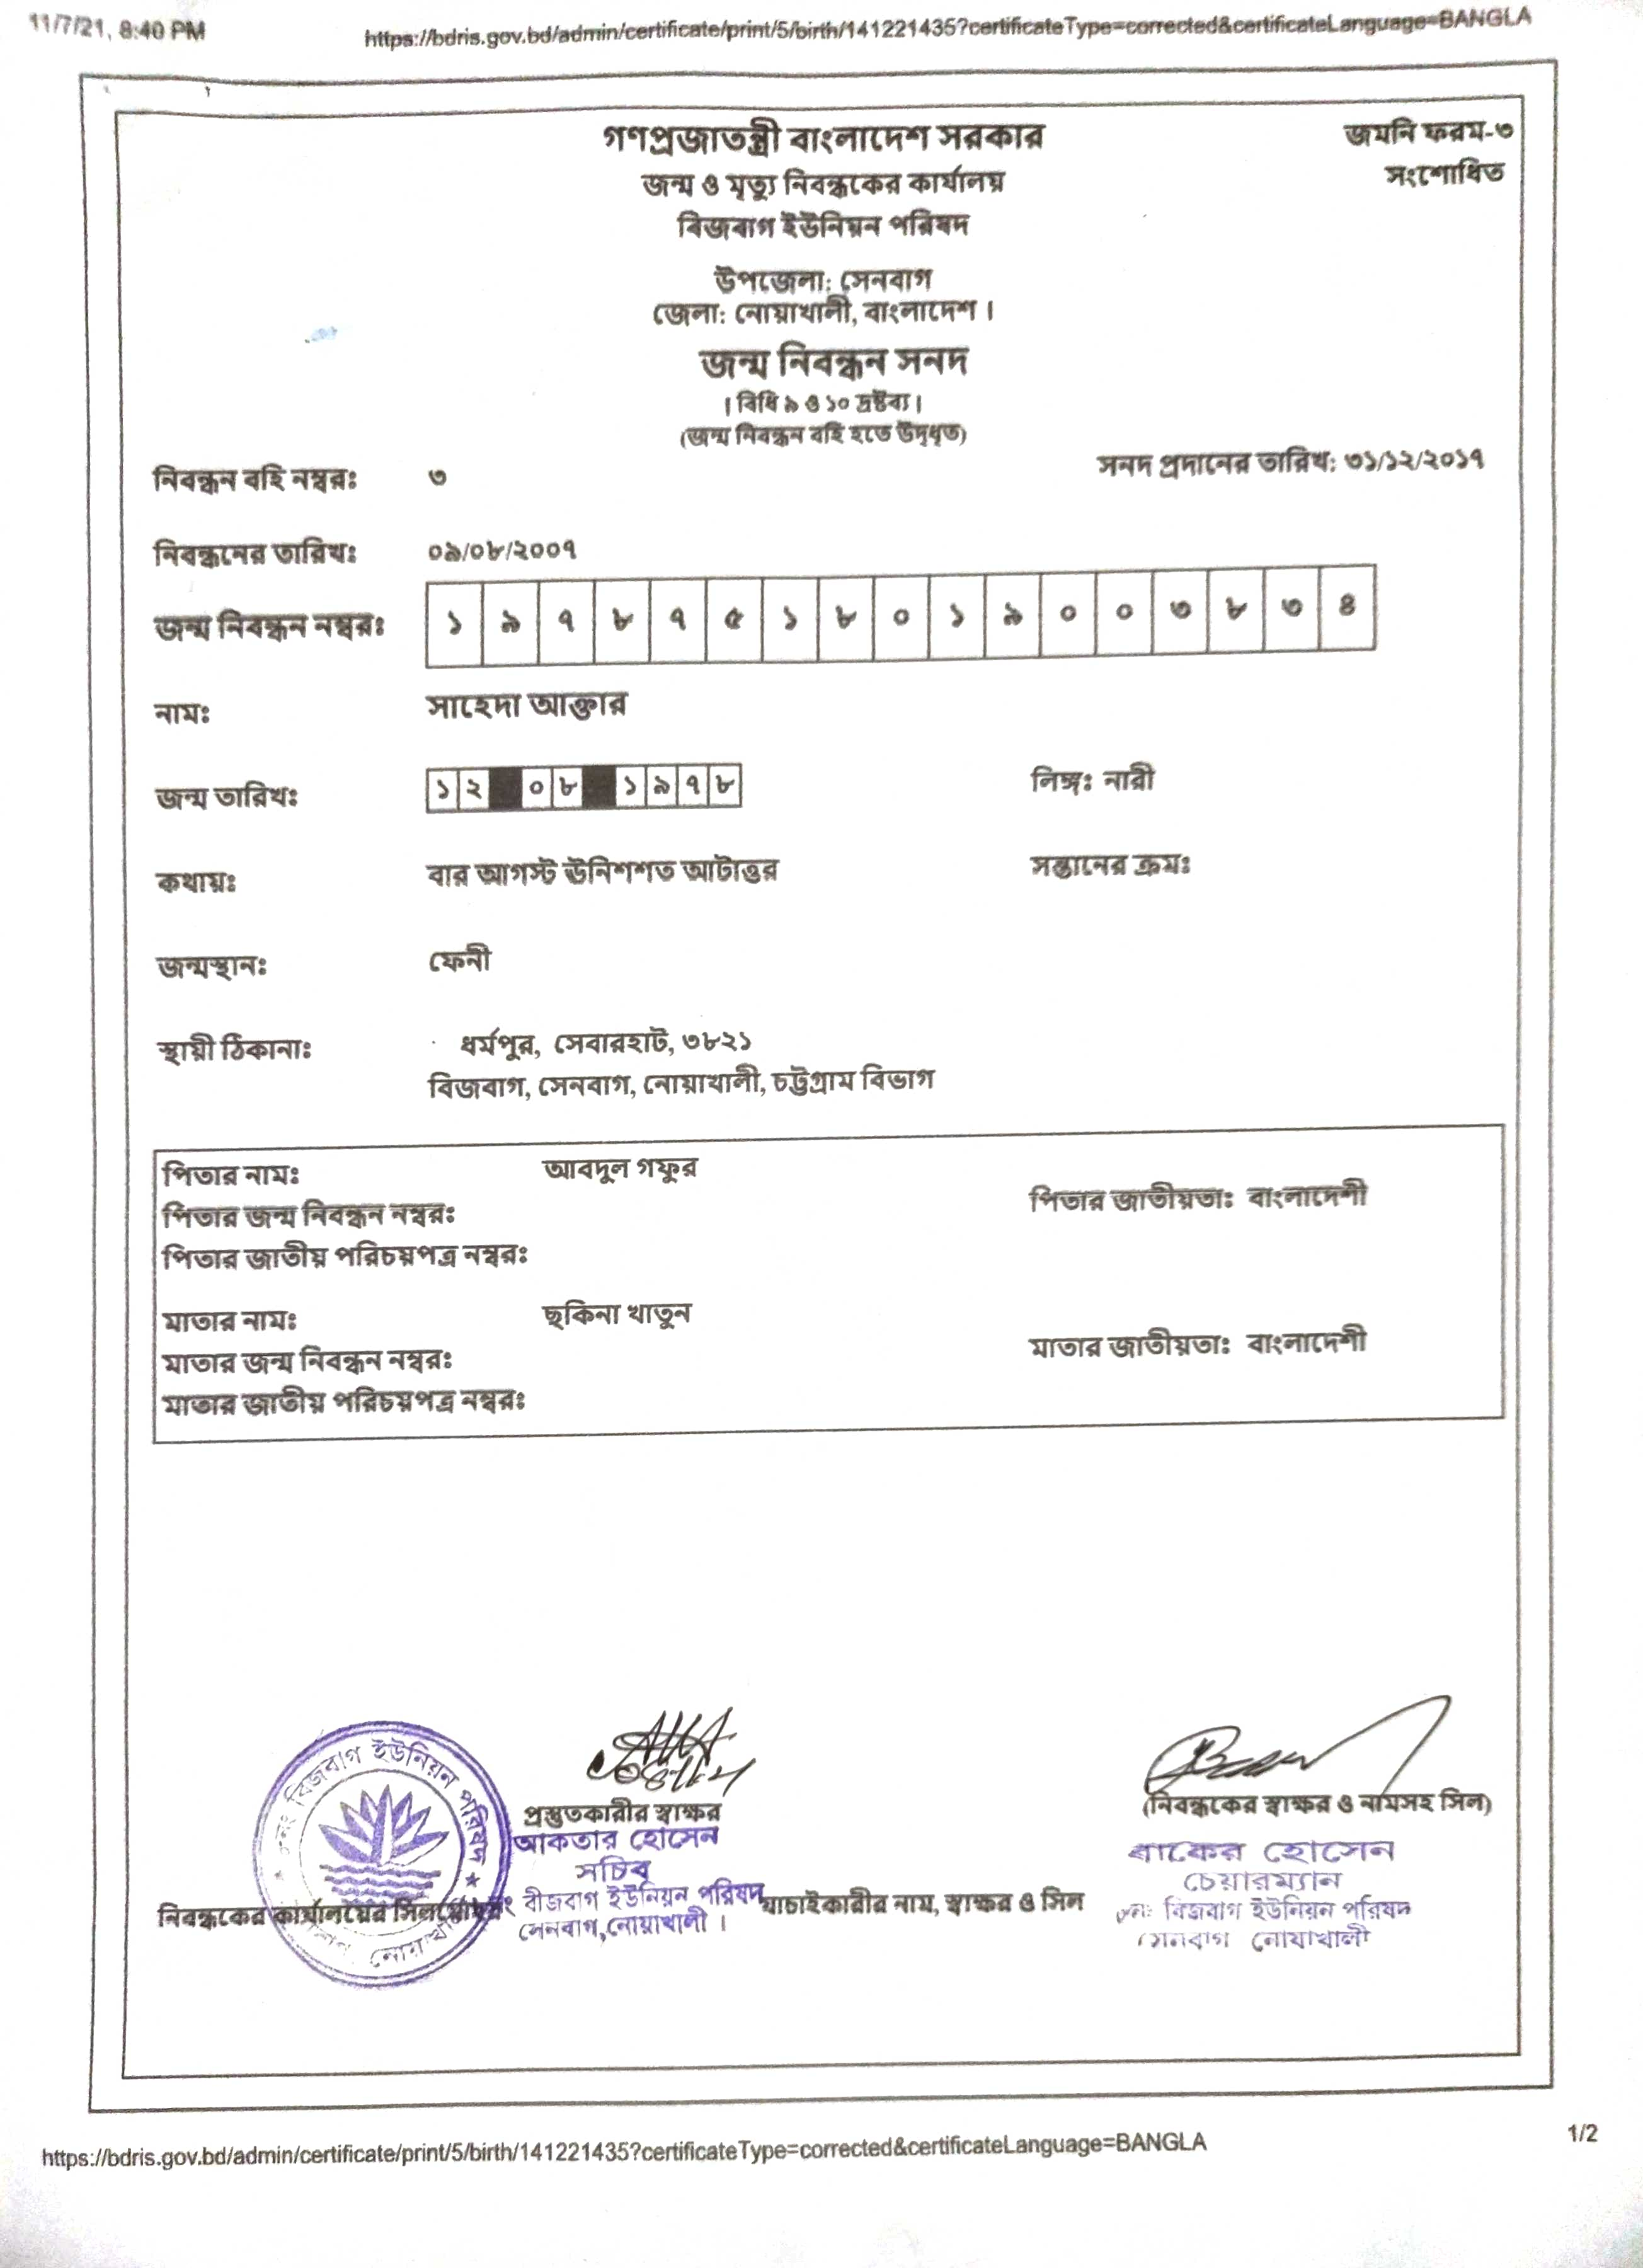 11/7/21, 8:40 PM
https://bdris.gov.bd/admin/certificate/print/5/birth/141221435?certificateType=corrected&certificateLanguage=BANGLA
গণপ্রজাতন্ত্রী বাংলাদেশ সরকার
জমনি ফরম-৩
জন্ম ও মৃত্যু নিবন্ধকের কার্যালয়
সংশোধিত
বিজবাগ ইউনিয়ন পরিষদ
উপজেলা: সেনবাগ
জেলা: নোয়াখালী, বাংলাদেশ।
জন্ম নিবন্ধন সনদ
। বিধি ৯ ও ১০ দ্রষ্টব্য।
(জন্ম নিবন্ধন বহি হতে উদ্ধৃত)
নিবন্ধন বহি নম্বরঃ ৩ সনদ প্রদানের তারিখ: ৩১/১২/২০১৭
নিবন্ধনের তারিখঃ ০৯/০৮/২০০৭
জন্ম নিবন্ধন নম্বরঃ ১ ৯ ৭ ৮ ৭ ৫ ১ ৮ ০ ১ ৯ ০ ০ ৩ ৮ ৩ ৪
নামঃ সাহেদা আক্তার
জন্ম তারিখঃ ১ ২ ০ ৮ ১ ৯ ৭ ৮ লিঙ্গঃ নারী
কথায়ঃ বার আগস্ট ঊনিশশত আটাত্তর সন্তানের ক্রমঃ
জন্মস্থানঃ ফেনী
স্থায়ী ঠিকানাঃ ধর্মপুর, সেবারহাট, ৩৮২১
বিজবাগ, সেনবাগ, নোয়াখালী, চট্টগ্রাম বিভাগ
পিতার নামঃ আবদুল গফুর
পিতার জন্ম নিবন্ধন নম্বরঃ পিতার জাতীয়তাঃ বাংলাদেশী
পিতার জাতীয় পরিচয়পত্র নম্বরঃ
মাতার নামঃ ছকিনা খাতুন
মাতার জন্ম নিবন্ধন নম্বরঃ মাতার জাতীয়তাঃ বাংলাদেশী
মাতার জাতীয় পরিচয়পত্র নম্বরঃ
বিজবাগ ইউনিয়ন পরিষদ
প্রস্তুতকারীর স্বাক্ষর
(নিবন্ধকের স্বাক্ষর ও নামসহ সিল)
আকতার হোসেন
সচিব
বীজবাগ ইউনিয়ন পরিষদ
সেনবাগ, নোয়াখালী ।
নিবন্ধকের কার্যালয়ের
যাচাইকারীর নাম, স্বাক্ষর ও সিল
বাকের হোসেন
চেয়ারম্যান
বিজবাগ ইউনিয়ন পরিষদ
সেনবাগ নোয়াখালী
https://bdris.gov.bd/admin/certificate/print/5/birth/141221435?certificateType=corrected&certificateLanguage=BANGLA
1/2